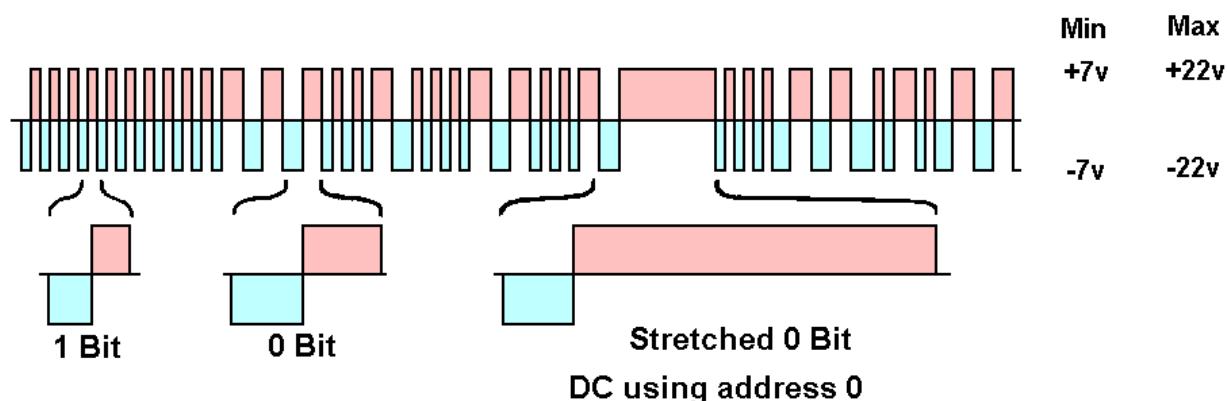 Min Max
+7v +22v
-7v -22v
1 Bit 0 Bit Stretched 0 Bit
DC using address 0